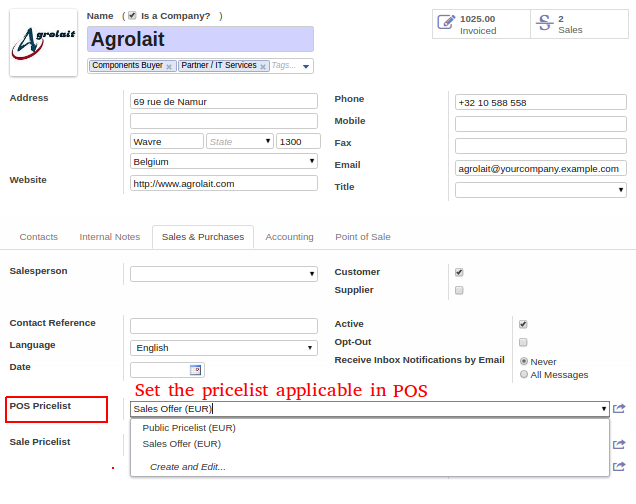 Agrolait
Name ( Is a Company? )
Agrolait
Components Buyer x Partner / IT Services x Tags...
1025.00
Invoiced
2
Sales
Address
69 rue de Namur
Wavre State 1300
Belgium
Website
http://www.agrolait.com
Phone
+32 10 588 558
Mobile
Fax
Email
agrolait@yourcompany.example.com
Title
Contacts Internal Notes Sales & Purchases Accounting Point of Sale
Salesperson
Customer
Supplier
Contact Reference
Language
English
Date
Active
Opt-Out
Receive Inbox Notifications by Email
Never
All Messages
Set the pricelist applicable in POS
POS Pricelist
Sales Offer (EUR)
Public Pricelist (EUR)
Sales Offer (EUR)
Create and Edit...
Sale Pricelist